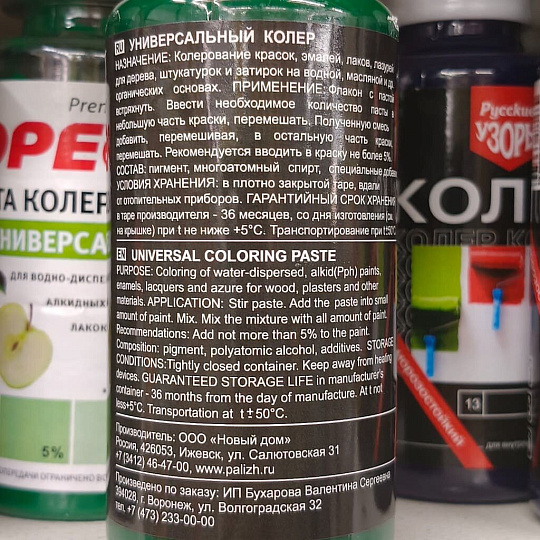 RU УНИВЕРСАЛЬНЫЙ КОЛЕР
НАЗНАЧЕНИЕ: Колерование красок, эмалей, лаков, лазурей
для дерева, штукатурок и затирок на водной, масляной и др.
органических основах. ПРИМЕНЕНИЕ: Флакон с пастой
встряхнуть. Ввести необходимое количество пасты в
небольшую часть краски, перемешать. Полученную смесь
добавить, перемешивая, в остальную часть краски,
перемешать. Рекомендуется вводить в краску не более 5%.
СОСТАВ: пигмент, многоатомный спирт, специальные добавки
УСЛОВИЯ ХРАНЕНИЯ: в плотно закрытой таре, вдали
от отопительных приборов. ГАРАНТИЙНЫЙ СРОК ХРАНЕНИЯ
в таре производителя - 36 месяцев, со дня изготовления (см.
на крышке) при t не ниже +5°С. Транспортирование при t±50°С
EN UNIVERSAL COLORING PASTE
PURPOSE: Coloring of water-dispersed, alkid(Pph) paints,
enamels, lacquers and azure for wood, plasters and other
materials. APPLICATION: Stir paste. Add the paste into small
amount of paint. Mix. Mix the mixture with all amount of paint.
Recommendations: Add not more than 5% to the paint.
Composition: pigment, polyatomic alcohol, additives. STORAGE
CONDITIONS: Tightly closed container. Keep away from heating
devices. GUARANTEED STORAGE LIFE in manufacturer's
container - 36 months from the day of manufacture. At t not
less+5°C. Transportation at t ± 50°C.
Производитель: ООО «Новый дом»
Россия, 426053, Ижевск, ул. Салютовская 31
+7 (3412) 46-47-00, www.palizh.ru
Произведено по заказу: ИП Бухарова Валентина Сергеевна
394028, г. Воронеж, ул. Волгоградская 32
тел. +7 (473) 233-00-00
Prem
ОРЕО
ТА КОЛЕР
УНИВЕРСА
ДЛЯ ВОДНО-ДИСПЕ
АЛКИДНЫХ
ЛАКОК
5%
Русские
УЗОРЫ
КОЛ
КОЛЕР К
МОРОЗОСТОЙКИЙ
13